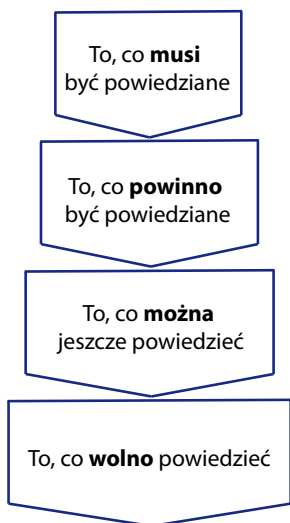 To, co musi
być powiedziane
To, co powinno
być powiedziane
To, co można
jeszcze powiedzieć
To, co wolno powiedzieć